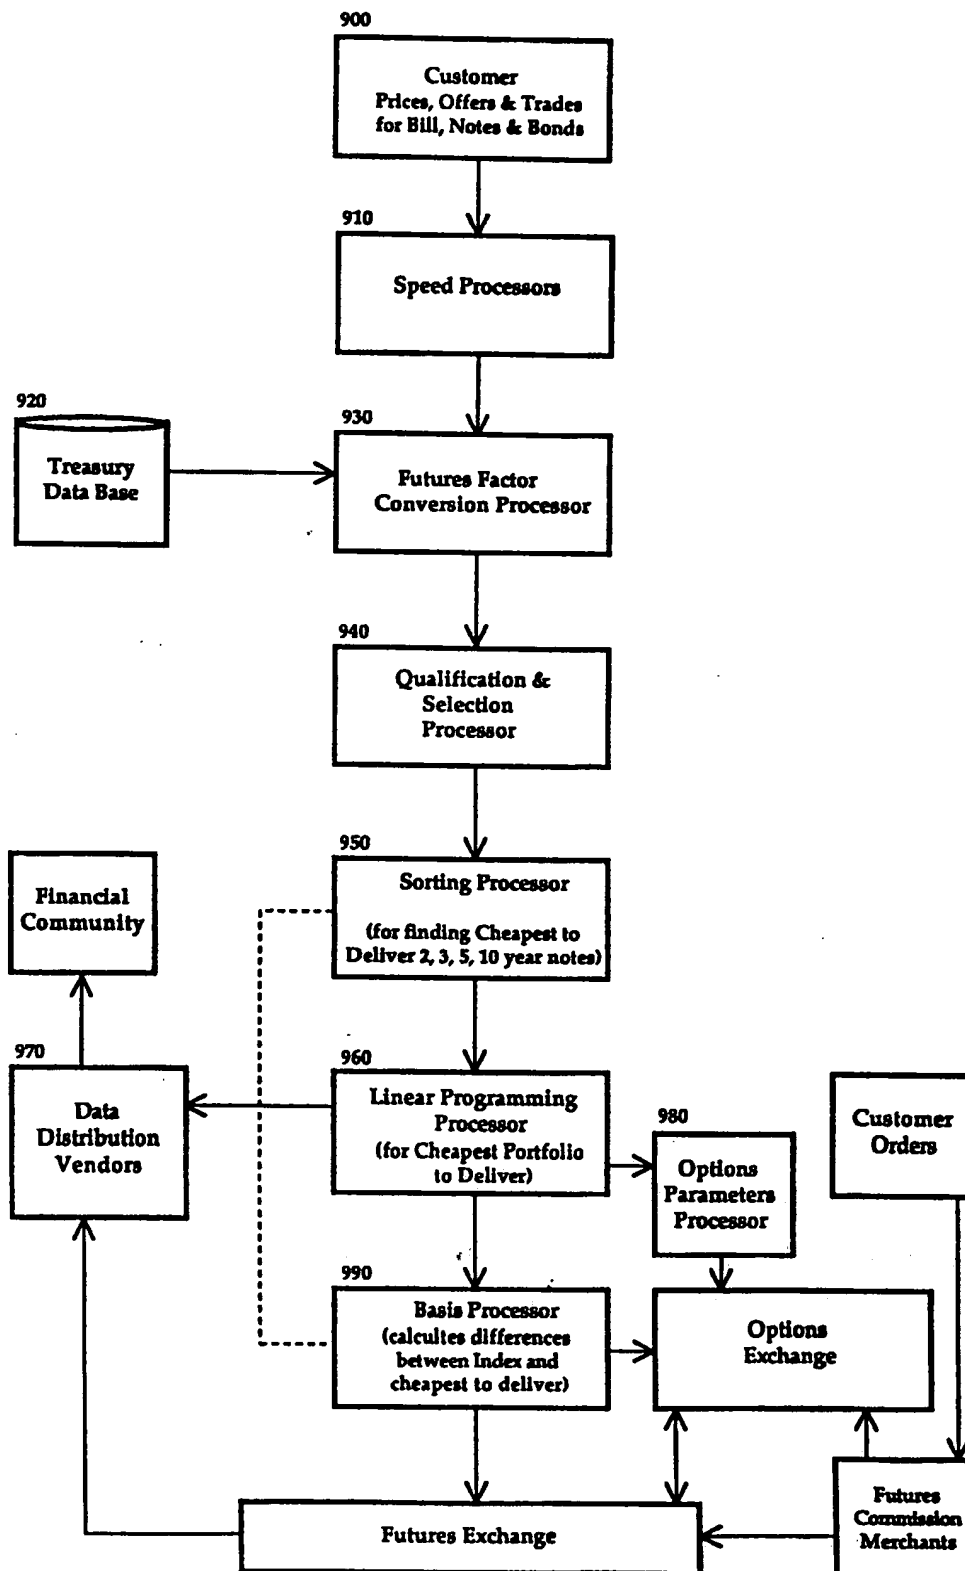 900
Customer
Prices, Offers & Trades
for Bill, Notes & Bonds
910
Speed Processors
920
Treasury
Data Base
930
Futures Factor
Conversion Processor
940
Qualification &
Selection
Processor
950
Sorting Processor
(for finding Cheapest to
Deliver 2, 3, 5, 10 year notes)
Financial
Community
960
Linear Programming
Processor
(for Cheapest Portfolio
to Deliver)
970
Data
Distribution
Vendors
980
Options
Parameters
Processor
Customer
Orders
990
Basis Processor
(calcultes differences
between Index and
cheapest to deliver)
Options
Exchange
Futures Exchange
Futures
Commission
Merchants